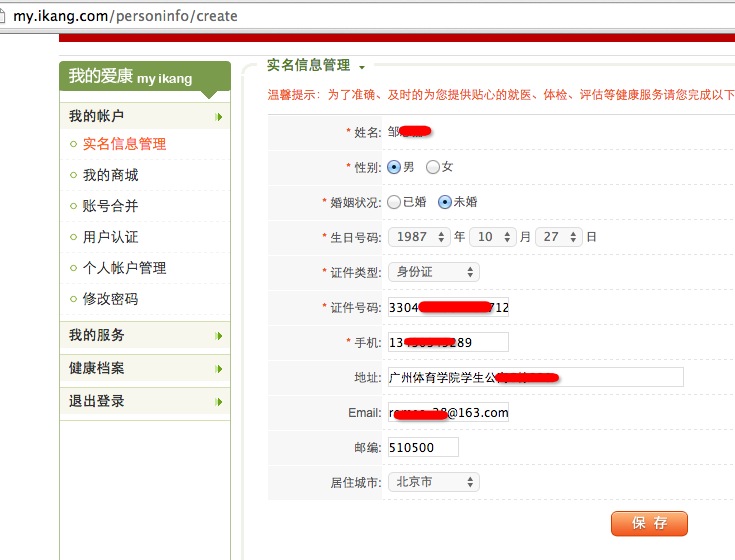 my.ikang.com/personinfo/create
我的爱康 my ikang
我的帐户
实名信息管理
我的商城
账号合并
用户认证
个人帐户管理
修改密码
我的服务
健康档案
退出登录
实名信息管理
温馨提示：为了准确、及时的为您提供贴心的就医、体检、评估等健康服务请您完成以下
* 姓名: 邹
* 性别: 男 女
* 婚姻状况: 已婚 未婚
* 生日号码: 1987 年 10 月 27 日
* 证件类型: 身份证
* 证件号码: 3304 712
* 手机: 13 289
地址: 广州体育学院学生公
Email: @163.com
邮编: 510500
居住城市: 北京市
保 存